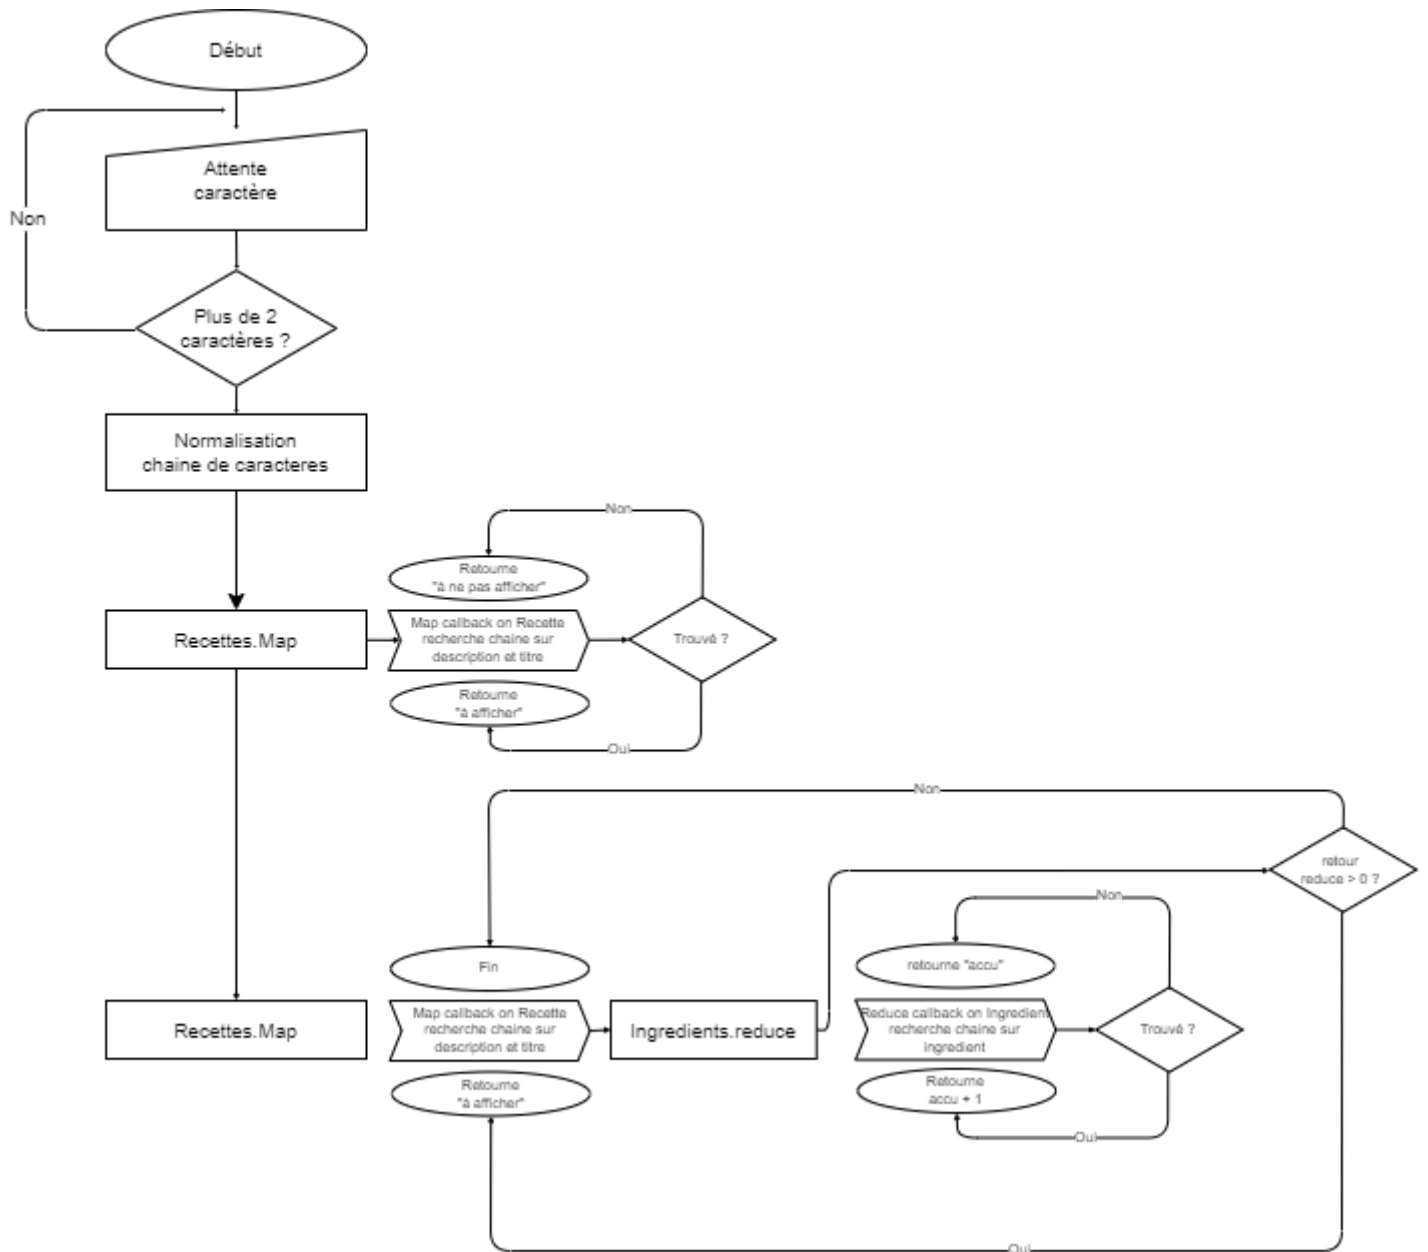 Début
Attente
caractère
Non
Plus de 2
caractères ?
Normalisation
chaine de caracteres
Non
Retourne
"à ne pas afficher"
Recettes.Map
Map callback on Recette
recherche chaine sur
description et titre
Trouvé ?
Retourne
"à afficher"
Oui
Non
retour
reduce > 0 ?
Non
Fin
retourne "accu"
Recettes.Map
Map callback on Recette
recherche chaine sur
description et titre
Ingredients.reduce
Reduce callback on Ingredient
recherche chaine sur
ingredient
Trouvé ?
Retourne
"à afficher"
Retourne
accu + 1
Oui
Oui